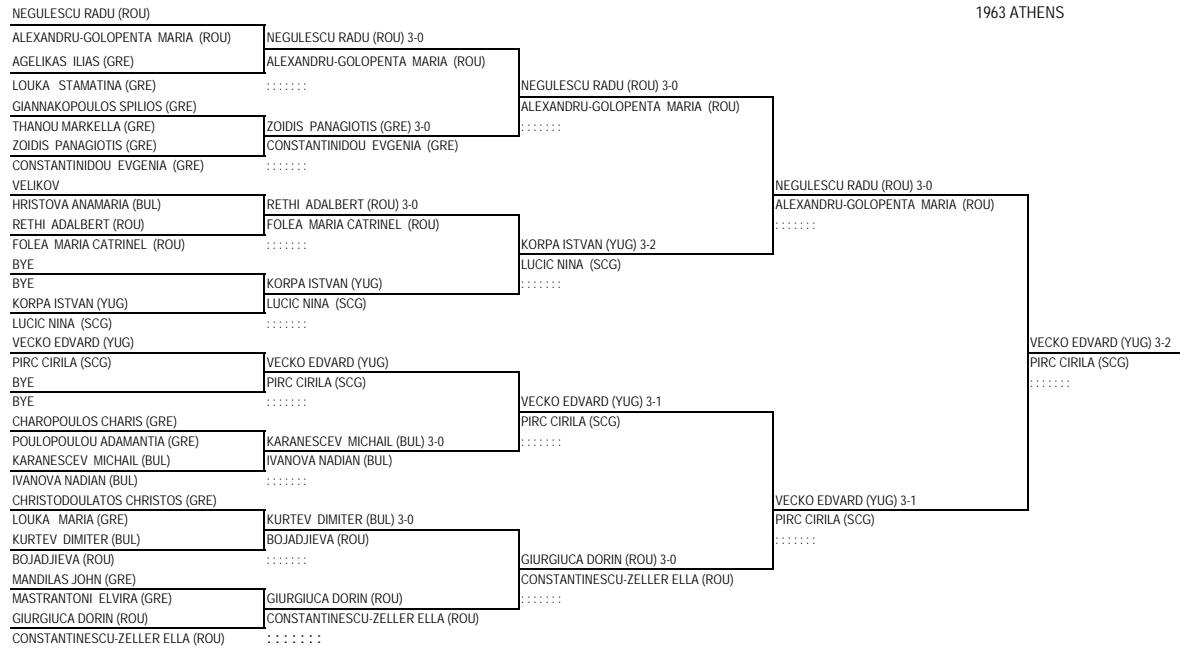 1963 ATHENS
NEGULESCU RADU (ROU)
ALEXANDRU-GOLOPENTA MARIA (ROU)
AGELIKAS ILIAS (GRE)
LOUKA STAMATINA (GRE)
GIANNAKOPOULOS SPILIOS (GRE)
THANOU MARKELLA (GRE)
ZOIDIS PANAGIOTIS (GRE)
CONSTANTINIDOU EVGENIA (GRE)
VELIKOV
HRISTOVA ANAMARIA (BUL)
RETHI ADALBERT (ROU)
FOLEA MARIA CATRINEL (ROU)
BYE
BYE
KORPA ISTVAN (YUG)
LUCIC NINA (SCG)
VECKO EDVARD (YUG)
PIRC CIRILA (SCG)
BYE
BYE
CHAROPOULOS CHARIS (GRE)
POULOPOULOU ADAMANTIA (GRE)
KARANESCEV MICHAIL (BUL)
IVANOVA NADIAN (BUL)
CHRISTODOULATOS CHRISTOS (GRE)
LOUKA MARIA (GRE)
KURTEV DIMITER (BUL)
BOJADJIEVA (ROU)
MANDILAS JOHN (GRE)
MASTRANTONI ELVIRA (GRE)
GIURGIUCA DORIN (ROU)
CONSTANTINESCU-ZELLER ELLA (ROU)
NEGULESCU RADU (ROU) 3-0
ALEXANDRU-GOLOPENTA MARIA (ROU)
: : : : : : :
ZOIDIS PANAGIOTIS (GRE) 3-0
CONSTANTINIDOU EVGENIA (GRE)
: : : : : : :
RETHI ADALBERT (ROU) 3-0
FOLEA MARIA CATRINEL (ROU)
: : : : : : :
KORPA ISTVAN (YUG)
LUCIC NINA (SCG)
: : : : : : :
VECKO EDVARD (YUG)
PIRC CIRILA (SCG)
: : : : : : :
KARANESCEV MICHAIL (BUL) 3-0
IVANOVA NADIAN (BUL)
: : : : : : :
KURTEV DIMITER (BUL) 3-0
BOJADJIEVA (ROU)
: : : : : : :
GIURGIUCA DORIN (ROU)
CONSTANTINESCU-ZELLER ELLA (ROU)
: : : : : : :
NEGULESCU RADU (ROU) 3-0
ALEXANDRU-GOLOPENTA MARIA (ROU)
: : : : : : :
KORPA ISTVAN (YUG) 3-2
LUCIC NINA (SCG)
: : : : : : :
VECKO EDVARD (YUG) 3-1
PIRC CIRILA (SCG)
: : : : : : :
GIURGIUCA DORIN (ROU) 3-0
CONSTANTINESCU-ZELLER ELLA (ROU)
: : : : : : :
NEGULESCU RADU (ROU) 3-0
ALEXANDRU-GOLOPENTA MARIA (ROU)
: : : : : : :
VECKO EDVARD (YUG) 3-1
PIRC CIRILA (SCG)
: : : : : : :
VECKO EDVARD (YUG) 3-2
PIRC CIRILA (SCG)
: : : : : : :